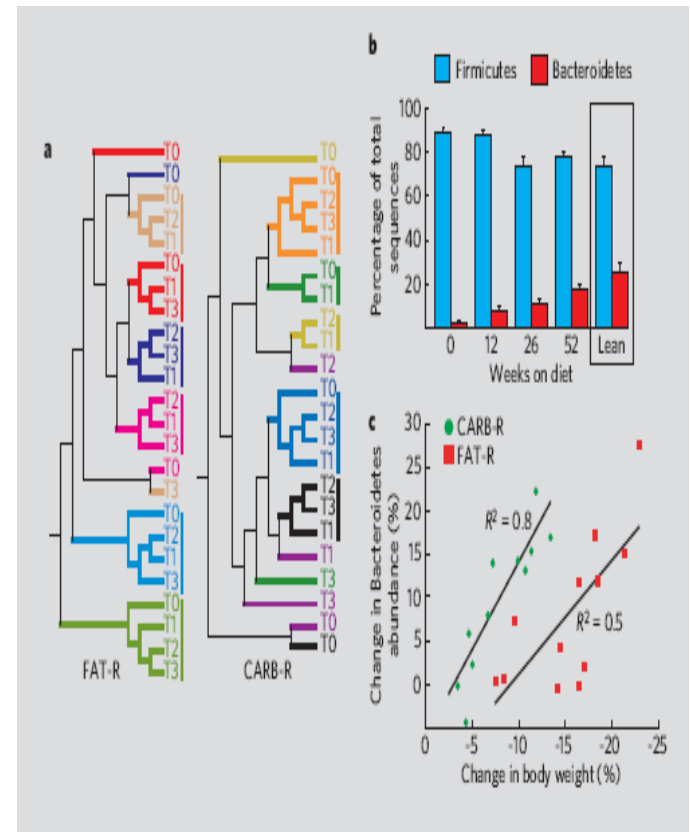 a
T0
T0
T0
T2
T1
T0
T1
T3
T2
T3
T1
T2
T1
T3
T0
T3
T0
T2
T1
T3
T0
T1
T2
T3
FAT-R
T0
T0
T2
T3
T1
T0
T1
T2
T1
T2
T0
T2
T3
T1
T2
T3
T1
T1
T3
T3
T0
T0
CARB-R
b
Firmicutes Bacteroidetes
Percentage of total
sequences
100
80
60
40
20
0 12 26 52 Lean
Weeks on diet
c
CARB-R
FAT-R
Change in Bacteroidetes
abundance (%)
30
25
20
15
10
5
0
R² = 0.8
R² = 0.5
0 -5 -10 -15 -20 -25
Change in body weight (%)